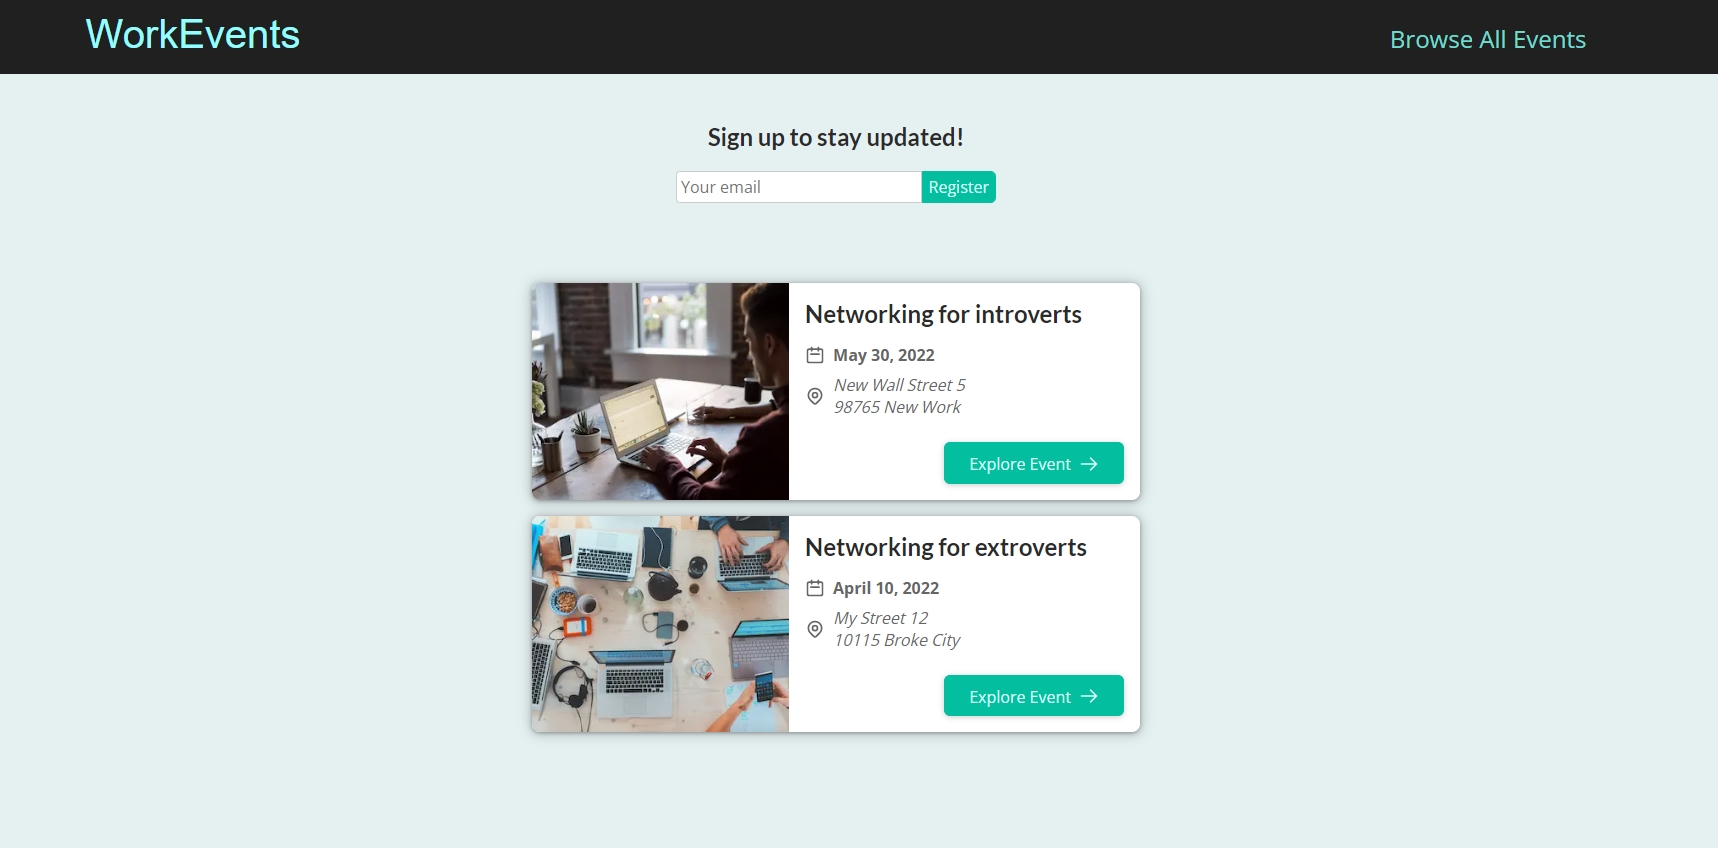 WorkEvents
Browse All Events
Sign up to stay updated!
Your email
Register
Networking for introverts
May 30, 2022
New Wall Street 5
98765 New Work
Explore Event
Networking for extroverts
April 10, 2022
My Street 12
10115 Broke City
Explore Event